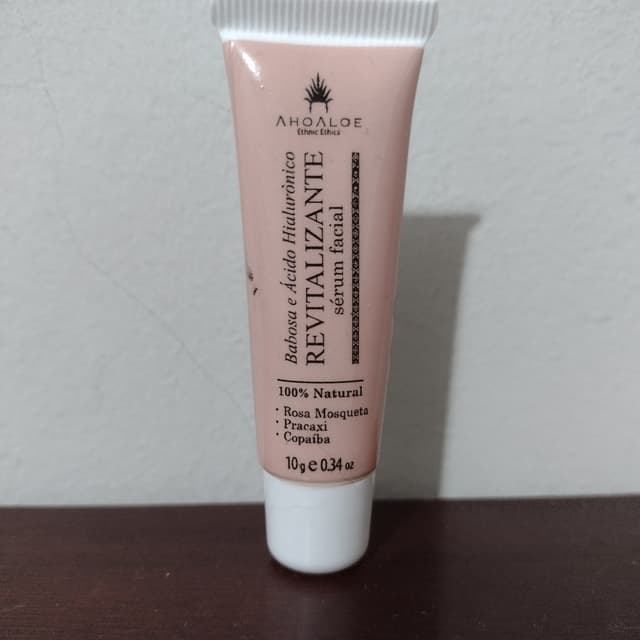 AHOALOE
Ethnic Ethics
Babosa e Ácido Hialurônico
REVITALIZANTE
sérum facial
100% Natural
· Rosa Mosqueta
· Pracaxi
· Copaíba
10g e 0.34 oz